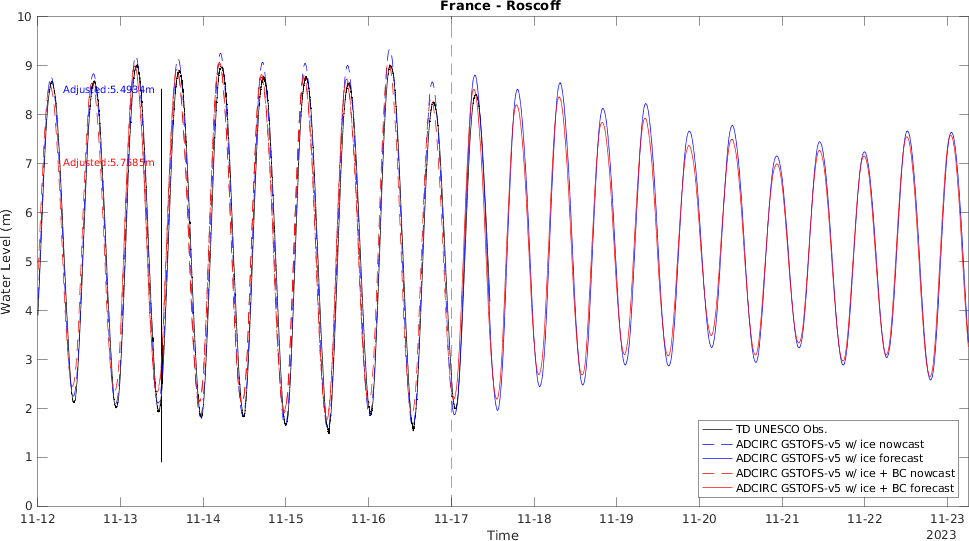 France - Roscoff
10
9
8
7
6
5
4
3
2
1
0
Water Level (m)
Adjusted:5.4934m
Adjusted:5.7585m
TD UNESCO Obs.
ADCIRC GSTOFS-v5 w/ ice nowcast
ADCIRC GSTOFS-v5 w/ ice forecast
ADCIRC GSTOFS-v5 w/ ice + BC nowcast
ADCIRC GSTOFS-v5 w/ ice + BC forecast
11-12 11-13 11-14 11-15 11-16 11-17 11-18 11-19 11-20 11-21 11-22 11-23
Time
2023